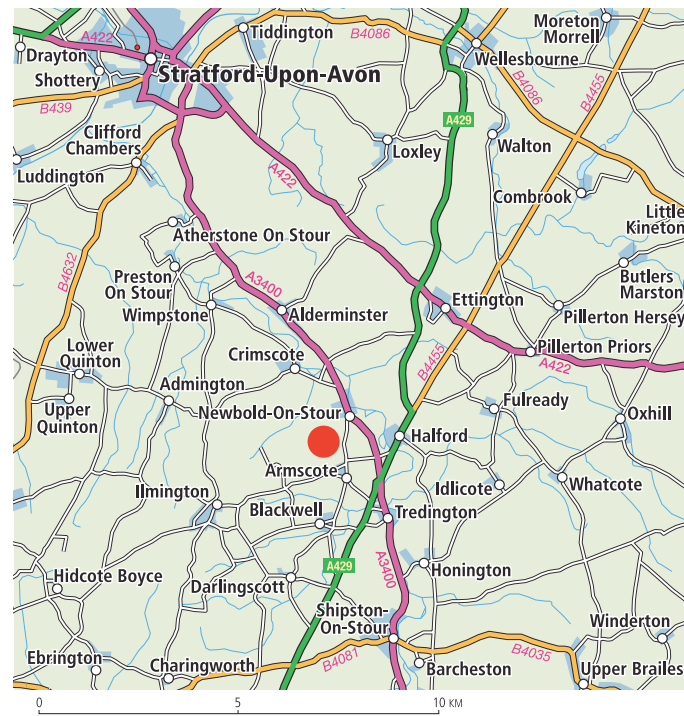 A422
Drayton
Shottery
Tiddington
B4086
Moreton
Morrell
Wellesbourne
Stratford-Upon-Avon
B439
B4086
B4455
A429
Clifford
Chambers
Luddington
Loxley
Walton
A422
Combrook
Little
Kineton
Atherstone On Stour
B4632
Preston
On Stour
A3400
Butlers
Marston
Ettington
Wimpstone
Alderminster
Pillerton Hersey
Lower
Quinton
Crimscote
B4455
Pillerton Priors
A422
Admington
Upper
Quinton
Newbold-On-Stour
Fulready
Oxhill
Halford
Armscote
Ilmington
Idlicote
Whatcote
Blackwell
Tredington
A429
A3400
Hidcote Boyce
Darlingscott
Honington
Shipston-
On-Stour
Winderton
Ebrington
Charingworth
B4081
Barcheston
B4035
Upper Brailes
0 5 10 KM